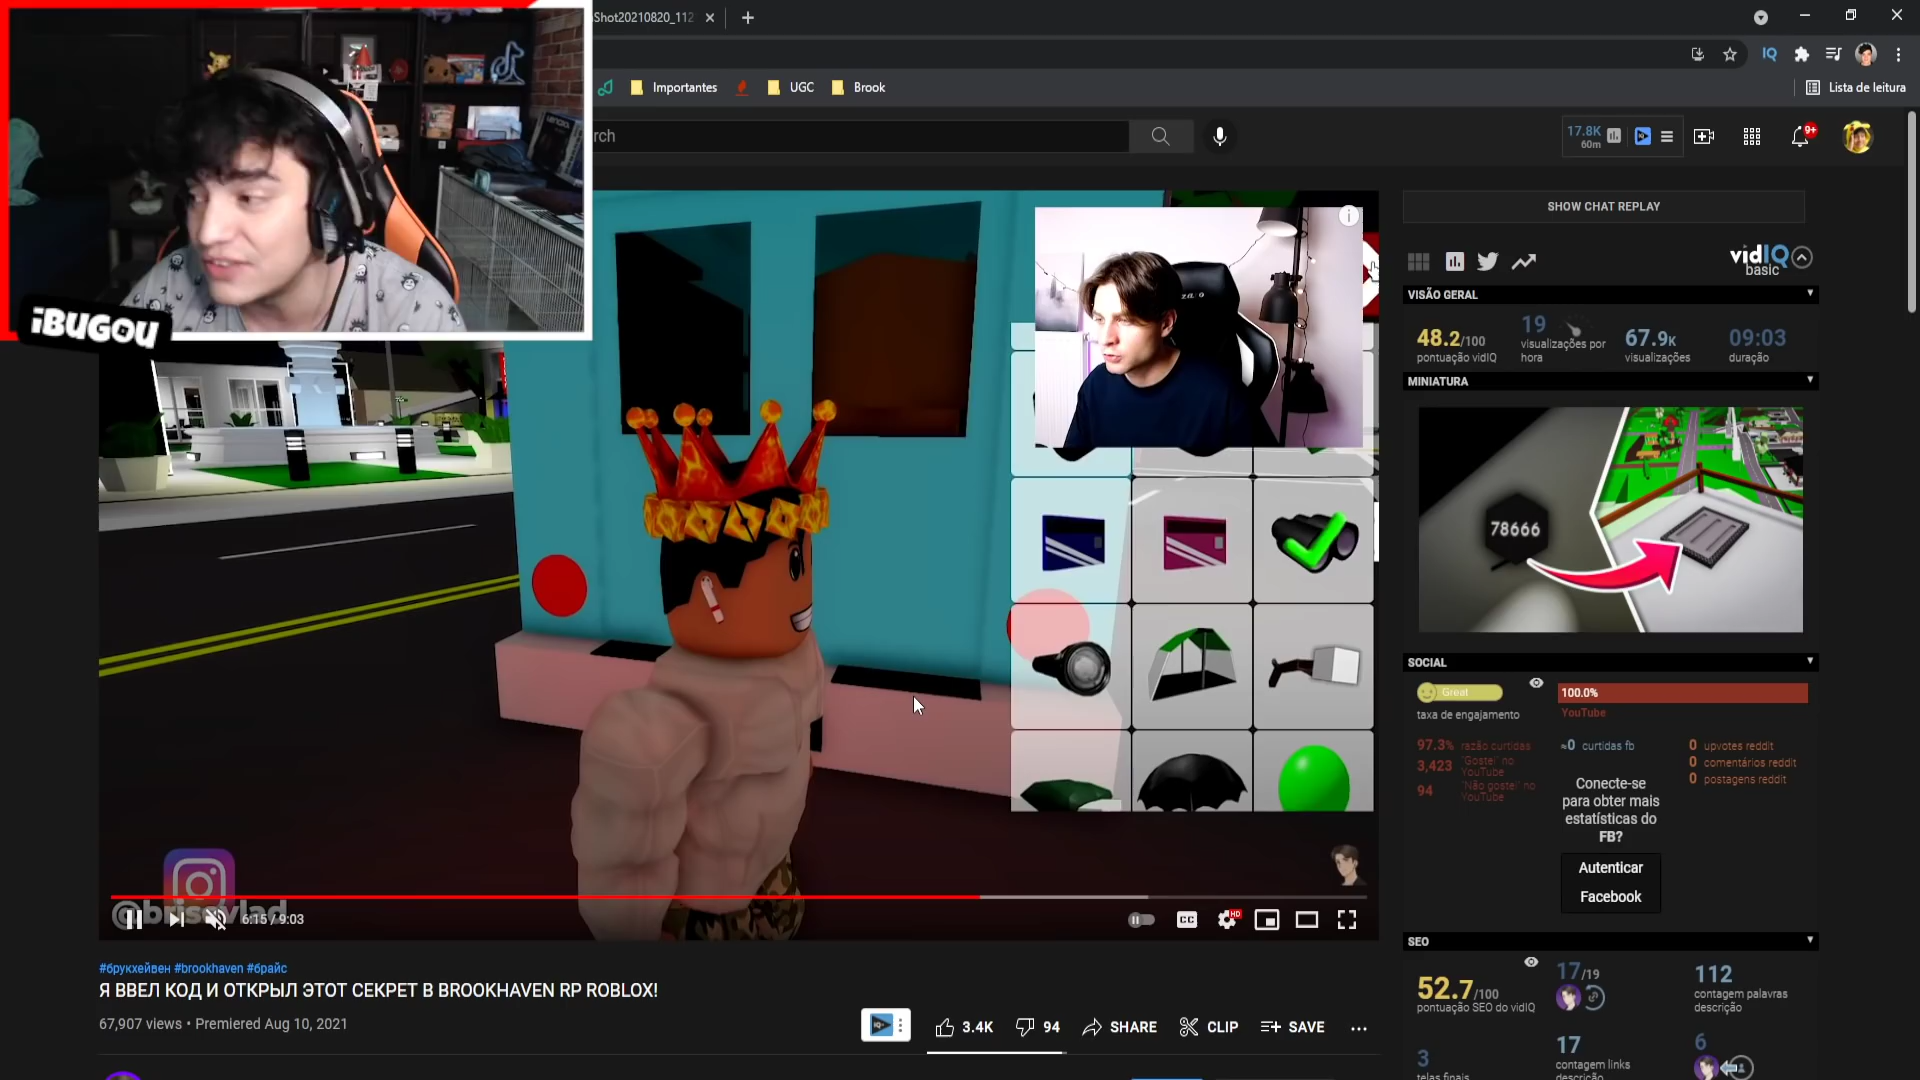 Shot20210820_112
Importantes
UGC
Brook
Lista de leitura
rch
17.8K
60m
9+
iBUGOU
SHOW CHAT REPLAY
vidIQ
basic
VISÃO GERAL
48.2/100
pontuação vidIQ
19
visualizações por
hora
67.9K
visualizações
09:03
duração
MINIATURA
78666
SOCIAL
Great
taxa de engajamento
100.0%
YouTube
97.3% razão curtidas
3,423 "Gostei" no
YouTube
94 "Não gostei" no
YouTube
≈0 curtidas fb
0 upvotes reddit
0 comentários reddit
0 postagens reddit
Conecte-se
para obter mais
estatísticas do
FB?
Autenticar
Facebook
SEO
52.7/100
pontuação SEO do vidIQ
17/19
112
contagem palavras
descrição
3
telas finais
17
contagem links
descrição
6
6:15 / 9:03
CC
HD
#брукхейвен #brookhaven #брайс
Я ВВЕЛ КОД И ОТКРЫЛ ЭТОТ СЕКРЕТ В BROOKHAVEN RP ROBLOX!
67,907 views • Premiered Aug 10, 2021
3.4K
94
SHARE
CLIP
SAVE